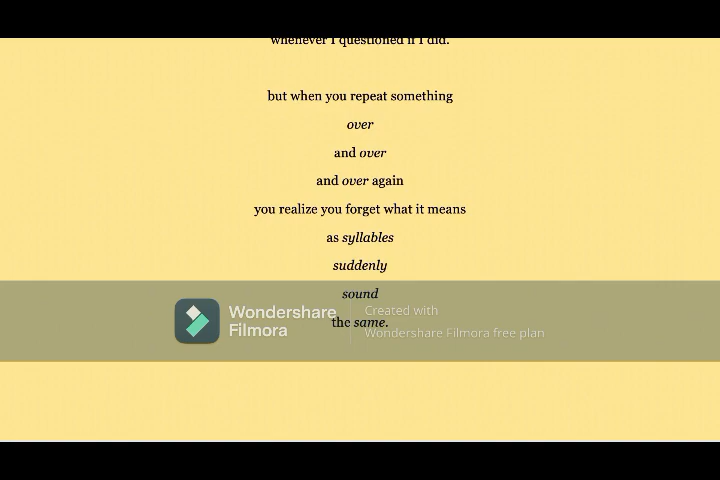 whenever I questioned if I did.
but when you repeat something
over
and over
and over again
you realize you forget what it means
as syllables
suddenly
sound
the same.
Wondershare
Filmora
Created with
Wondershare Filmora free plan